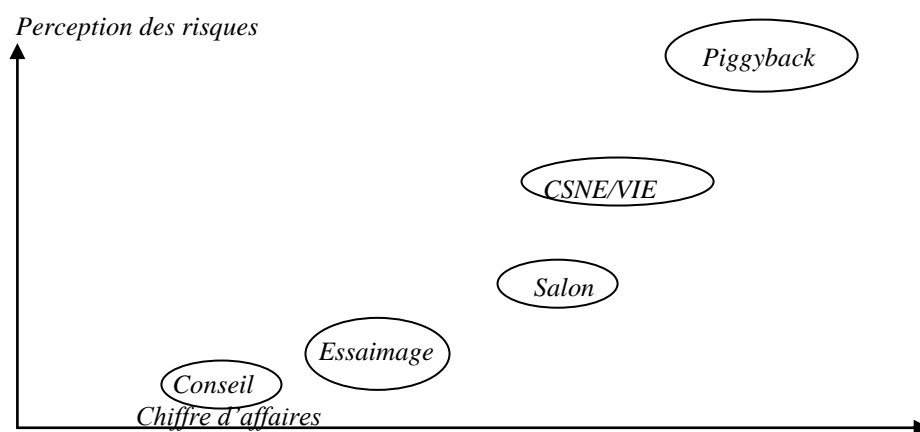 Perception des risques
Piggyback
CSNE/VIE
Salon
Essaimage
Conseil
Chiffre d’affaires